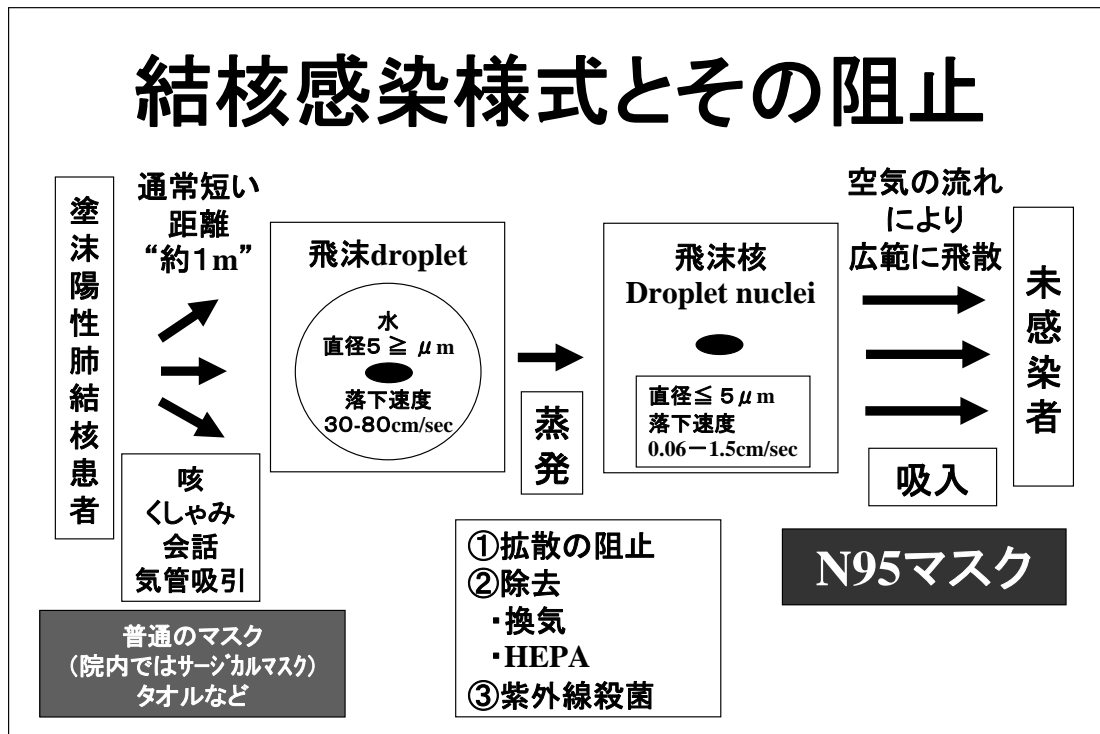 結核感染様式とその阻止
塗沫陽性肺結核患者
通常短い
距離
“約1m”
咳
くしゃみ
会話
気管吸引
普通のマスク
（院内ではサージカルマスク）
タオルなど
飛沫droplet
水
直径5 ≧ μm
落下速度
30-80cm/sec
蒸発
飛沫核
Droplet nuclei
直径≦ 5μm
落下速度
0.06－1.5cm/sec
①拡散の阻止
②除去
・換気
・HEPA
③紫外線殺菌
空気の流れ
により
広範に飛散
吸入
未感染者
N95マスク